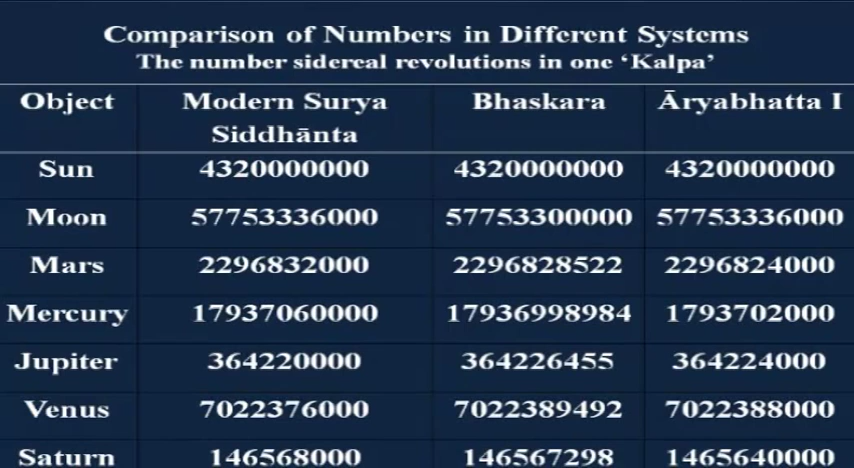 Comparison of Numbers in Different Systems
The number sidereal revolutions in one ‘Kalpa’
Object Modern Surya Siddhānta Bhaskara Āryabhatta I
Sun 4320000000 4320000000 4320000000
Moon 57753336000 57753300000 57753336000
Mars 2296832000 2296828522 2296824000
Mercury 17937060000 17936998984 1793702000
Jupiter 364220000 364226455 364224000
Venus 7022376000 7022389492 7022388000
Saturn 146568000 146567298 1465640000